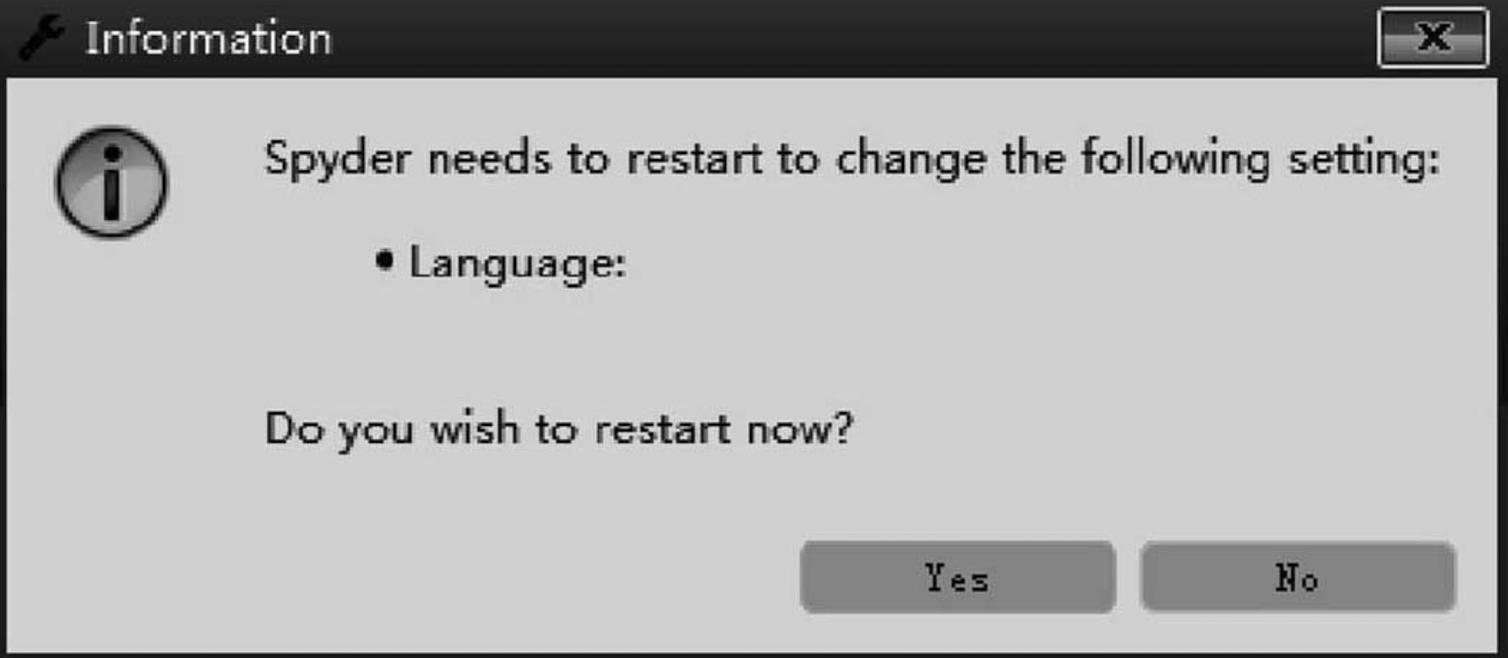 Information
Spyder needs to restart to change the following setting:
• Language:
Do you wish to restart now?
Yes
No